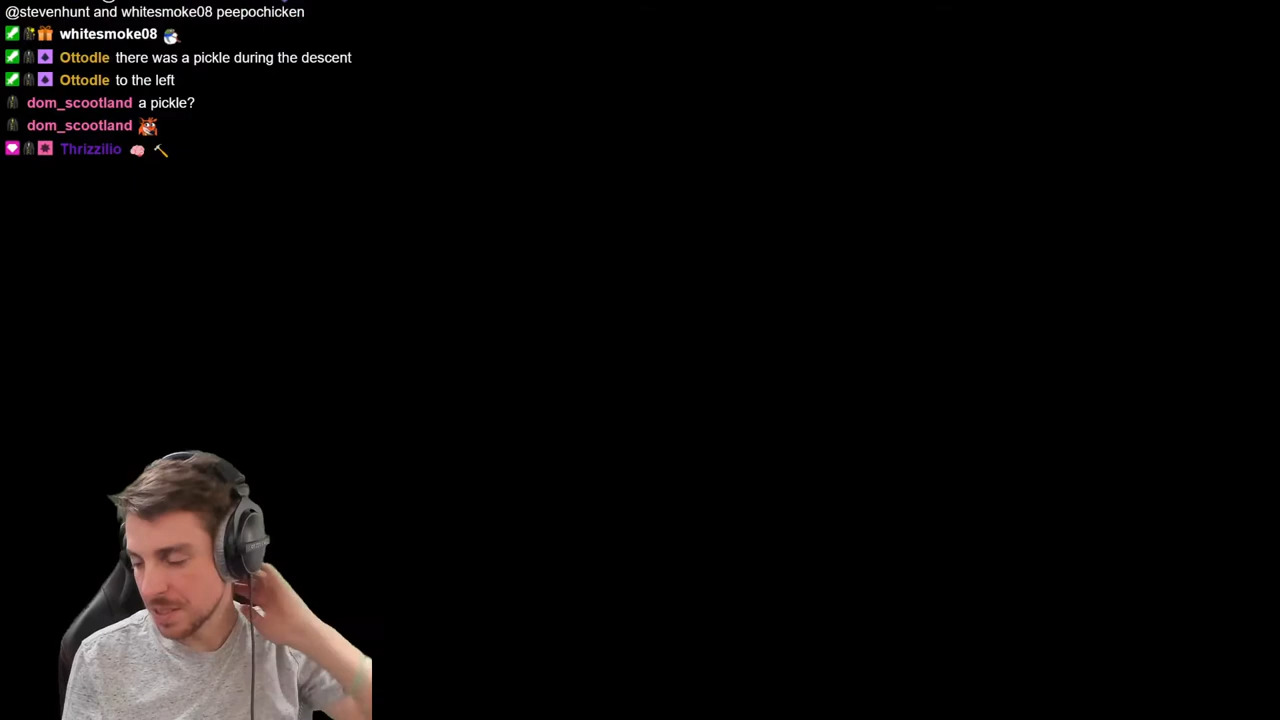 @stevenhunt and whitesmoke08 peepochicken
whitesmoke08
Ottodle there was a pickle during the descent
Ottodle to the left
dom_scootland a pickle?
dom_scootland
Thrizzilio